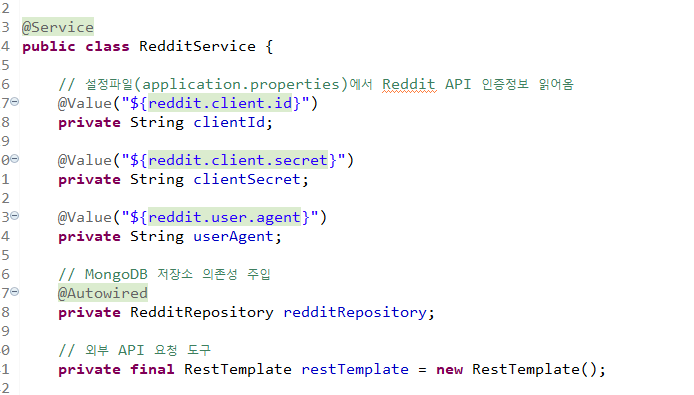 2
3 @Service
4 public class RedditService {
5
6 // 설정파일(application.properties)에서 Reddit API 인증정보 읽어옴
7 @Value("${reddit.client.id}")
8 private String clientId;
9
0 @Value("${reddit.client.secret}")
1 private String clientSecret;
2
3 @Value("${reddit.user.agent}")
4 private String userAgent;
5
6 // MongoDB 저장소 의존성 주입
7 @Autowired
8 private RedditRepository redditRepository;
9
0 // 외부 API 요청 도구
1 private final RestTemplate restTemplate = new RestTemplate();
2